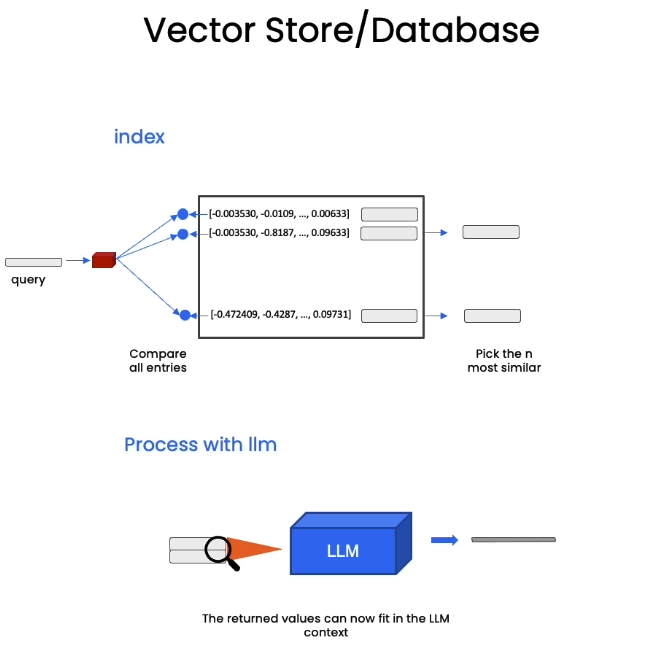 Vector Store/Database
index
[-0.003530, -0.0109, ..., 0.00633]
[-0.003530, -0.8187, ..., 0.09633]
query
[-0.472409, -0.4287, ..., 0.09731]
Compare
all entries
Pick the n
most similar
Process with llm
LLM
The returned values can now fit in the LLM
context